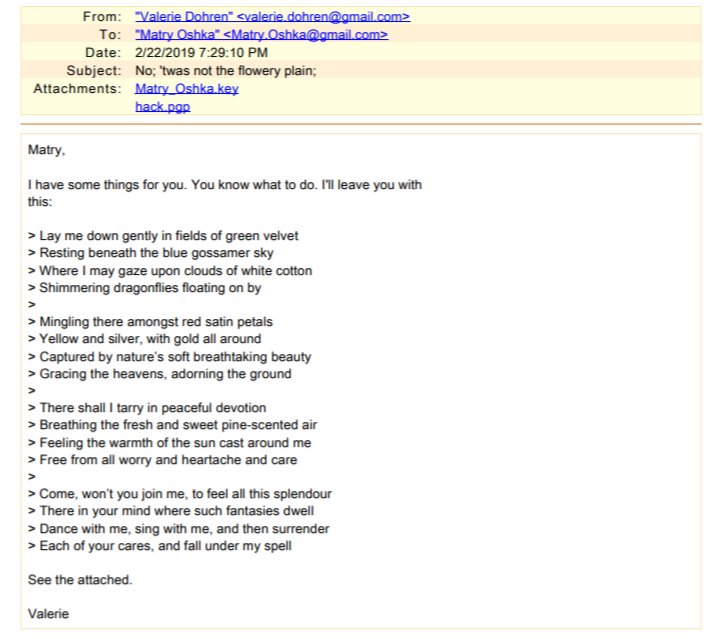 From: "Valerie Dohren" <valerie.dohren@gmail.com>
To: "Matry Oshka" <Matry.Oshka@gmail.com>
Date: 2/22/2019 7:29:10 PM
Subject: No; 'twas not the flowery plain;
Attachments: Matry_Oshka.key
hack.pgp
Matry,
I have some things for you. You know what to do. I'll leave you with
this:
> Lay me down gently in fields of green velvet
> Resting beneath the blue gossamer sky
> Where I may gaze upon clouds of white cotton
> Shimmering dragonflies floating on by
>
> Mingling there amongst red satin petals
> Yellow and silver, with gold all around
> Captured by nature's soft breathtaking beauty
> Gracing the heavens, adorning the ground
>
> There shall I tarry in peaceful devotion
> Breathing the fresh and sweet pine-scented air
> Feeling the warmth of the sun cast around me
> Free from all worry and heartache and care
>
> Come, won't you join me, to feel all this splendour
> There in your mind where such fantasies dwell
> Dance with me, sing with me, and then surrender
> Each of your cares, and fall under my spell
See the attached.
Valerie